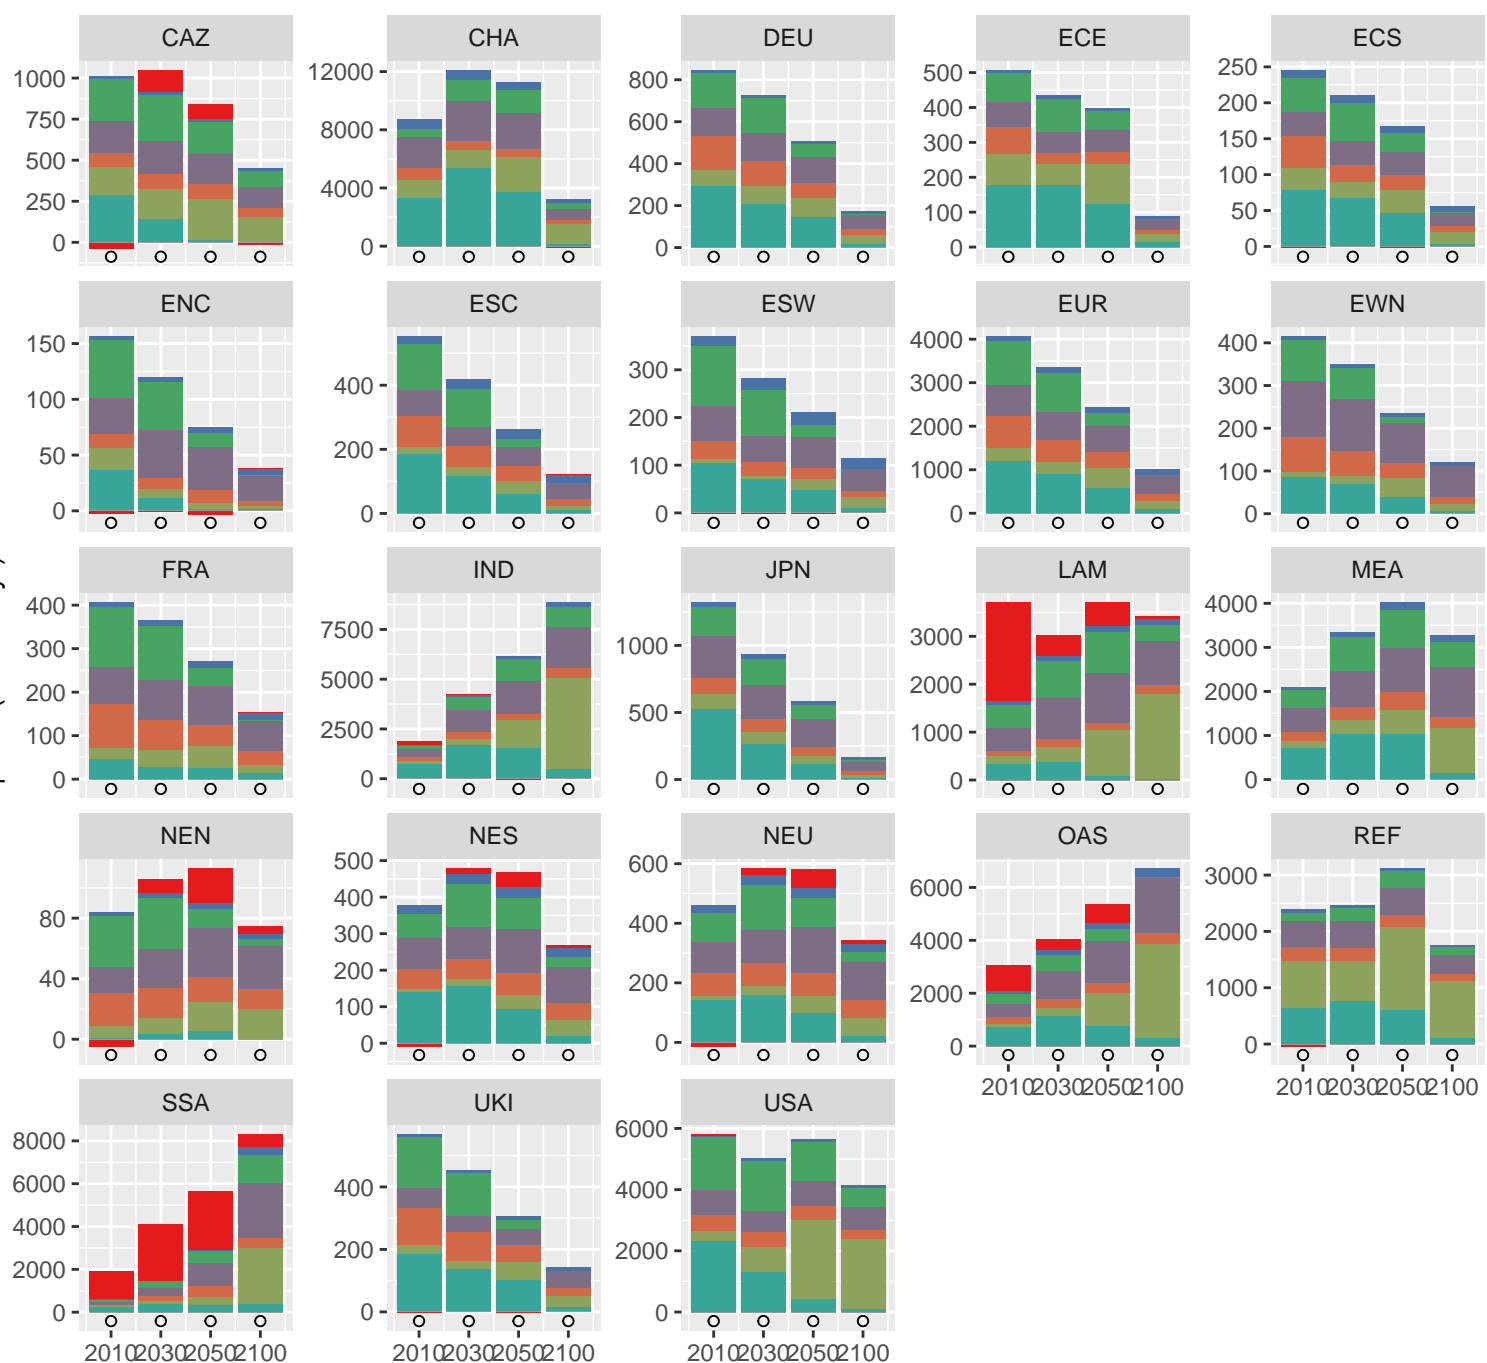 CAZ CHA DEU ECE ECS
1000 12000 800 500 250
750 8000 600 400 200
500 4000 400 300 150
250 0 200 200 100
0 0 100 50
0 0
ENC ESC ESW EUR EWN
150 400 300 4000 400
100 200 200 3000 300
50 0 100 2000 200
0 0 1000 100
0 0
FRA IND JPN LAM MEA
400 7500 1000 3000 4000
300 5000 500 2000 3000
200 2500 0 1000 2000
100 0 0 1000
0 0
NEN NES NEU OAS REF
80 500 600 6000 3000
40 400 400 4000 2000
0 300 200 2000 1000
200 0 0 0
100
0
2010 2030 2050 2100 2010 2030 2050 2100
SSA UKI USA
8000 400 6000
6000 200 4000
4000 0 2000
2000 0
0
2010 2030 2050 2100 2010 2030 2050 2100 2010 2030 2050 2100